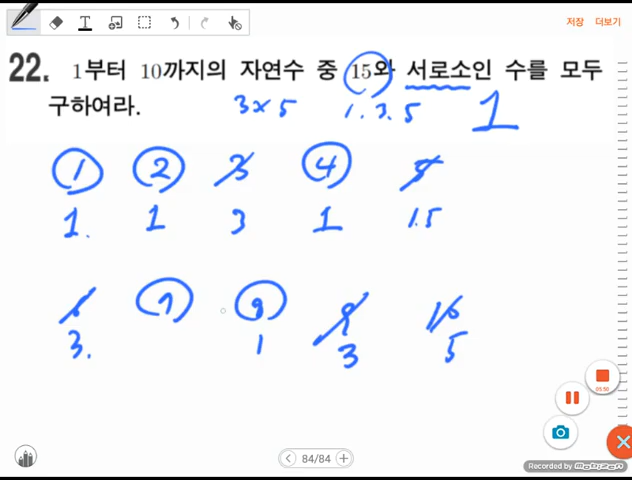 저장 더보기
22. 1부터 10까지의 자연수 중 15와 서로소인 수를 모두
구하여라. 3×5 1.3.5 1
1 2 3 4 5
1. 1 3 1 1.5
6 7 8 9 10
3. 1 3 5
05:50
84/84
Recorded by Mobizen